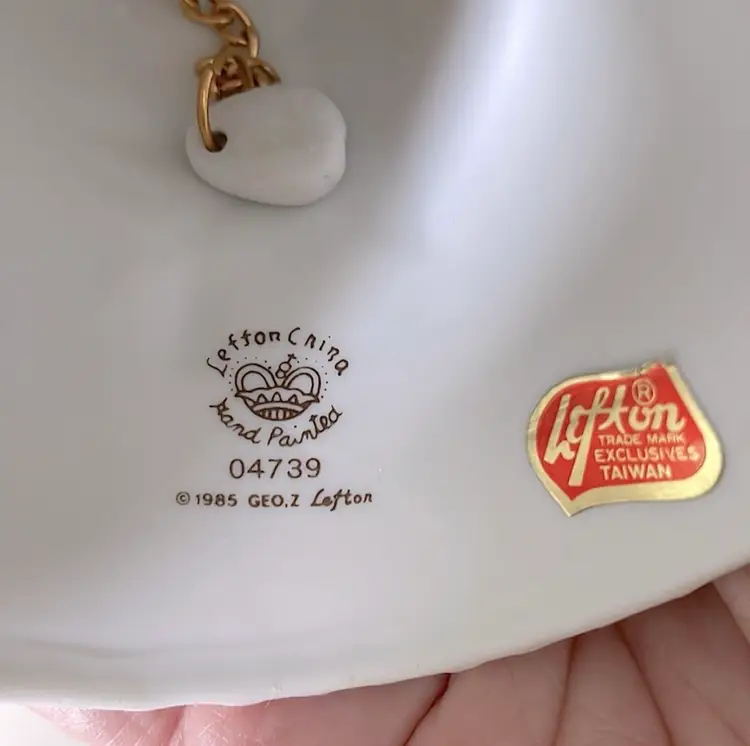 Lefton China
Hand Painted
04739
© 1985 GEO.Z Lefton
Lefton ®
TRADE MARK
EXCLUSIVES
TAIWAN